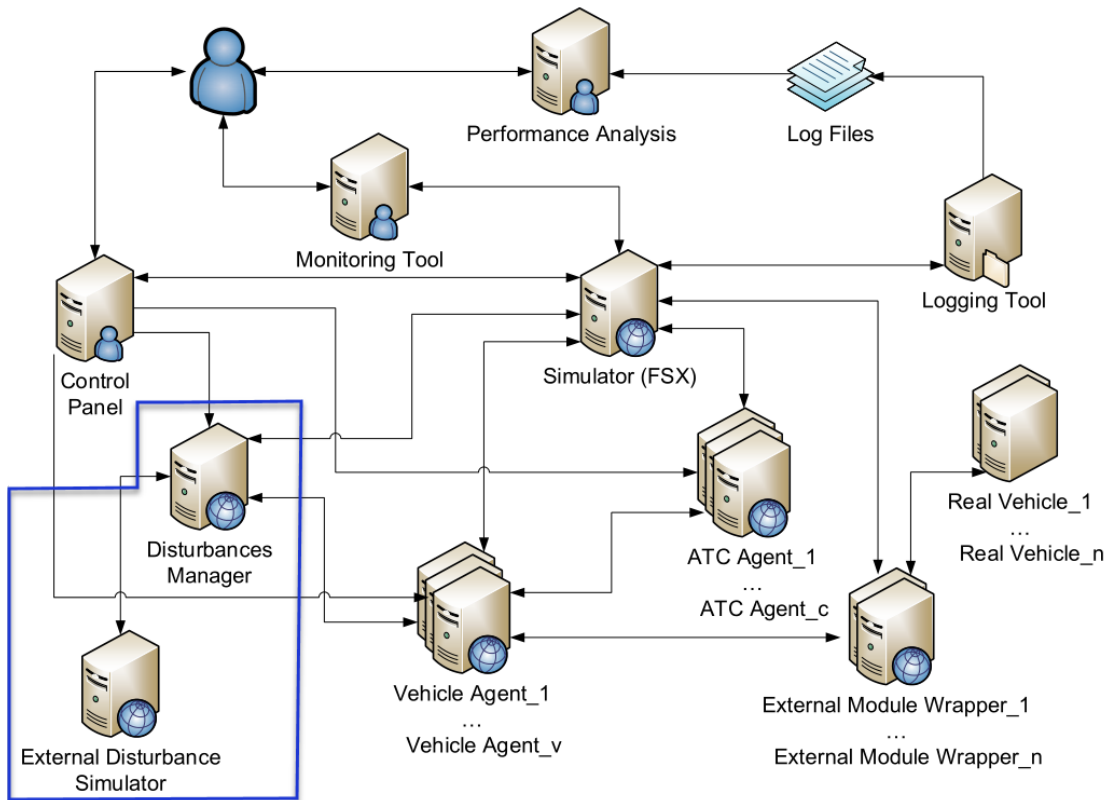 Performance Analysis
Log Files
Monitoring Tool
Logging Tool
Control
Panel
Simulator (FSX)
Disturbances
Manager
ATC Agent_1
...
ATC Agent_c
Real Vehicle_1
...
Real Vehicle_n
Vehicle Agent_1
...
Vehicle Agent_v
External Module Wrapper_1
...
External Module Wrapper_n
External Disturbance
Simulator